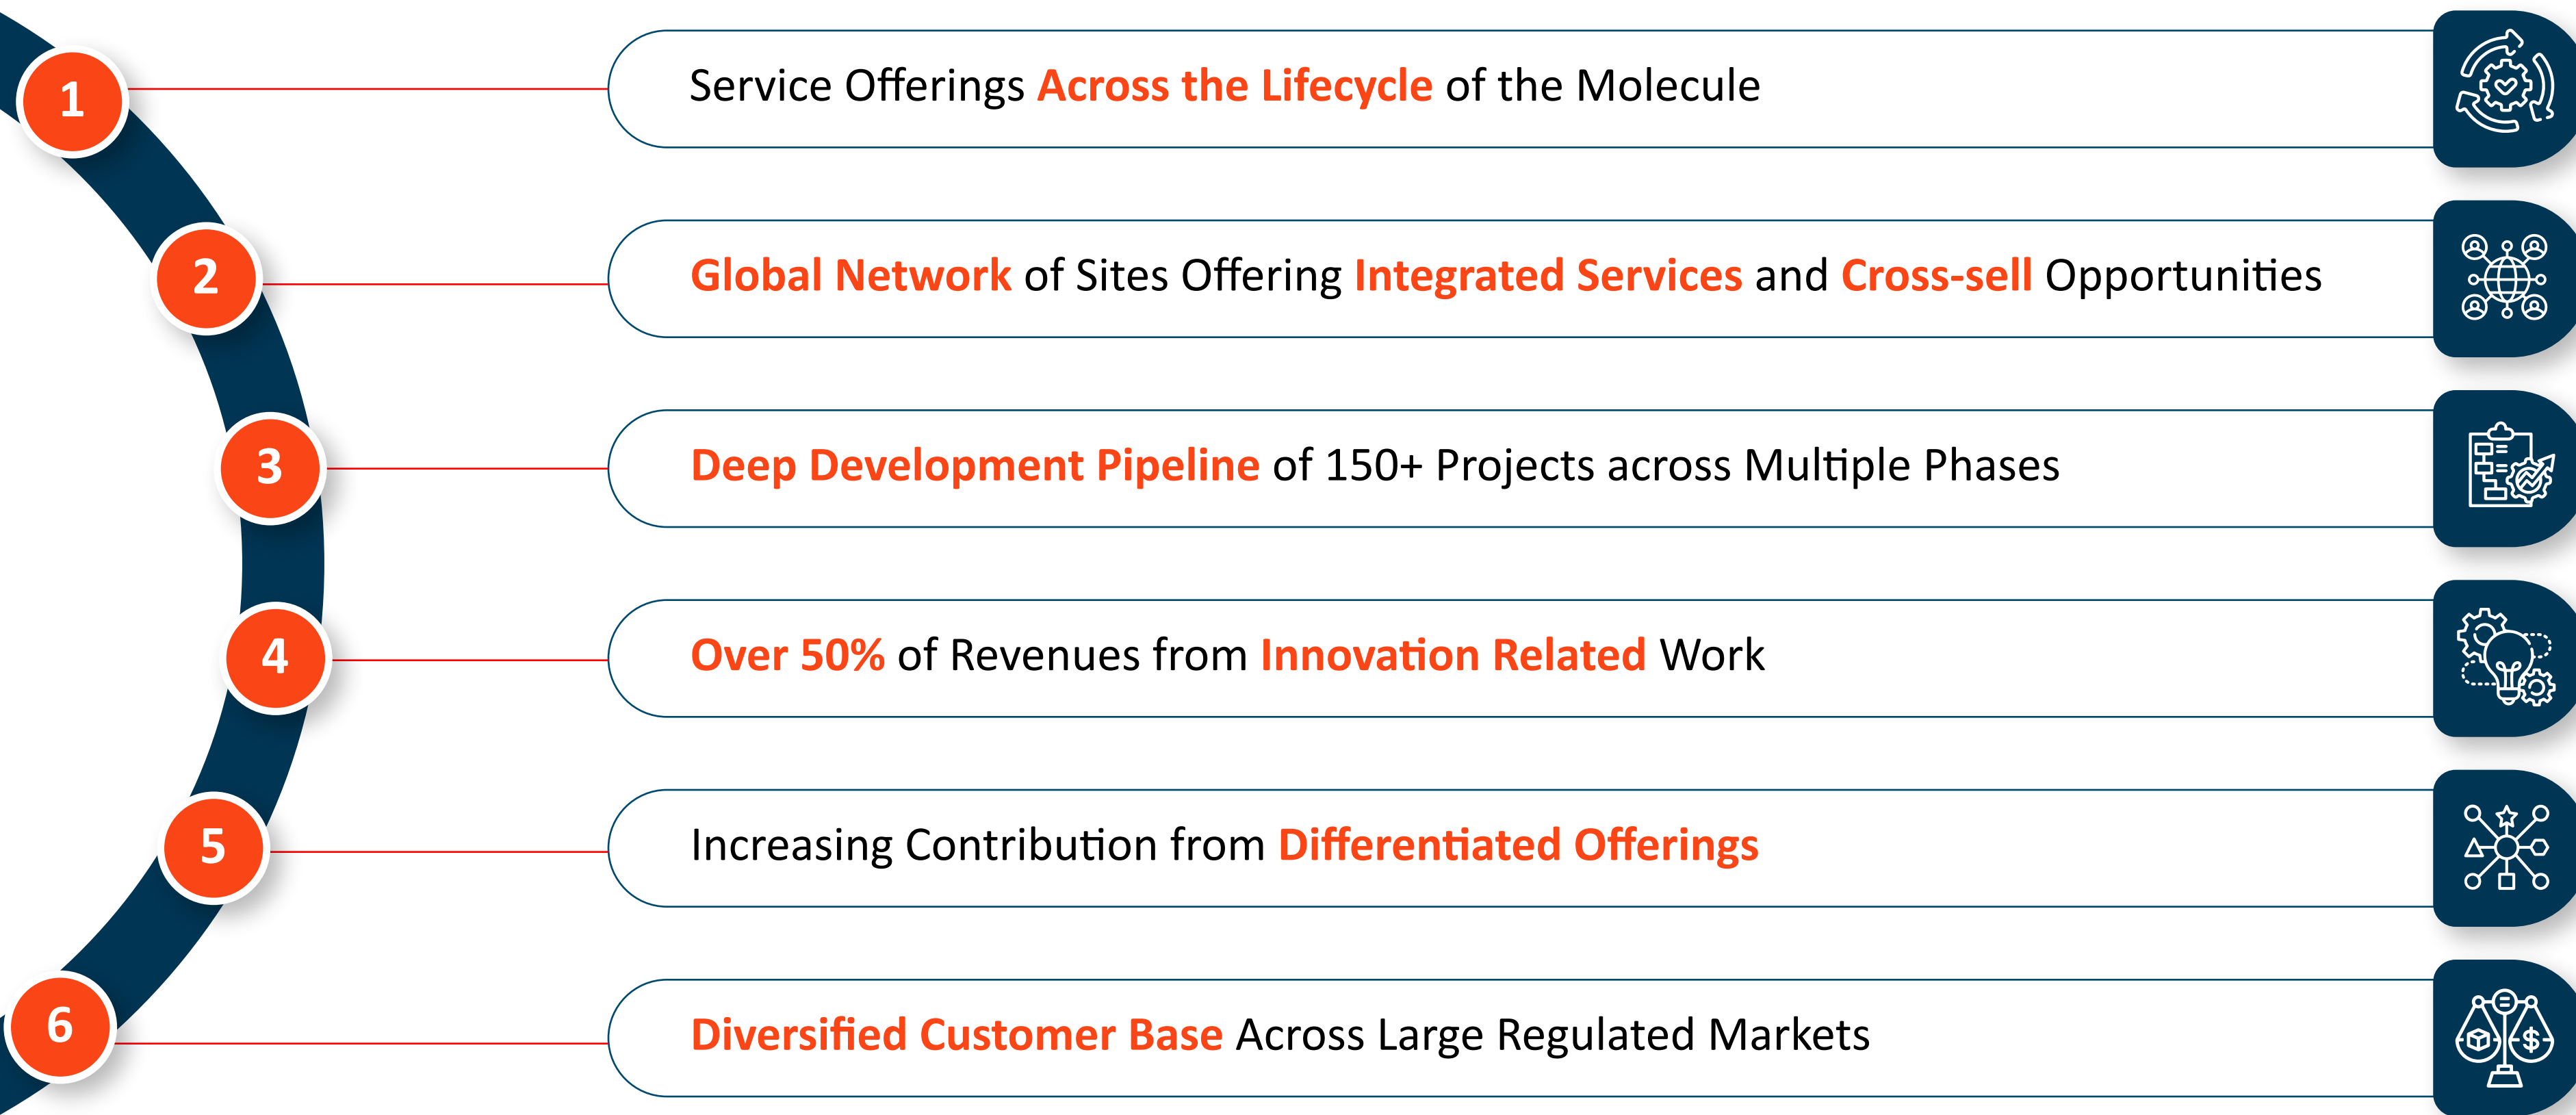 1
Service Offerings Across the Lifecycle of the Molecule
2
Global Network of Sites Offering Integrated Services and Cross-sell Opportunities
3
Deep Development Pipeline of 150+ Projects across Multiple Phases
4
Over 50% of Revenues from Innovation Related Work
5
Increasing Contribution from Differentiated Offerings
6
Diversified Customer Base Across Large Regulated Markets
$